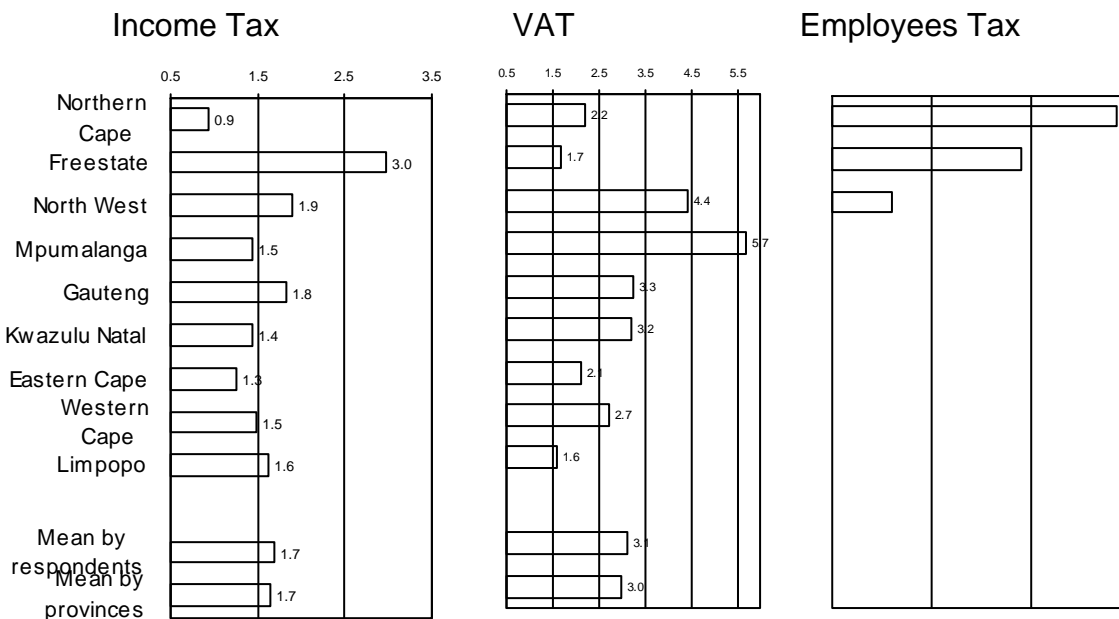 Income Tax
VAT
Employees Tax
0.5 1.5 2.5 3.5
0.5 1.5 2.5 3.5 4.5 5.5
Northern
Cape
0.9
2.2
Freestate
3.0
1.7
North West
1.9
4.4
Mpumalanga
1.5
5.7
Gauteng
1.8
3.3
Kwazulu Natal
1.4
3.2
Eastern Cape
1.3
2.1
Western
Cape
1.5
2.7
Limpopo
1.6
1.6
Mean by
respondents
1.7
3.1
Mean by
provinces
1.7
3.0